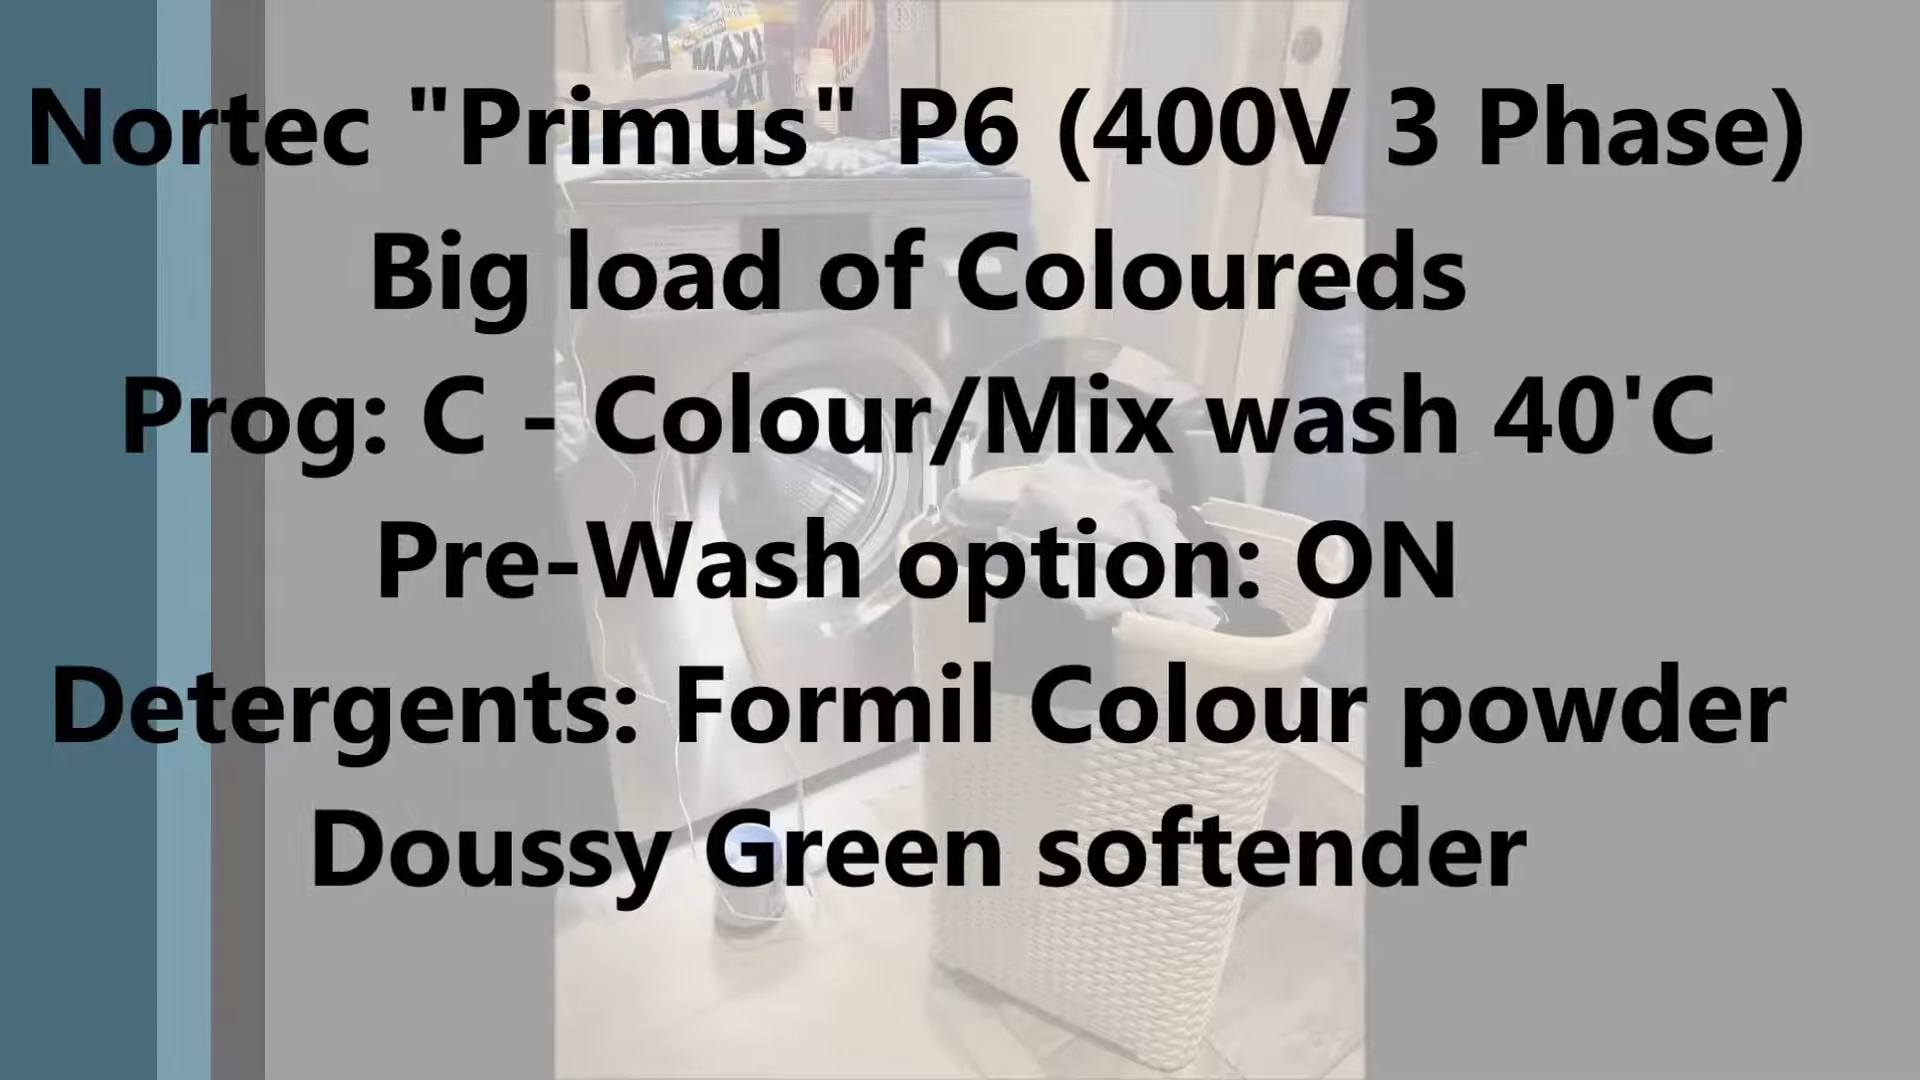 MAXI
Nortec "Primus" P6 (400V 3 Phase)
Big load of Coloureds
Prog: C - Colour/Mix wash 40'C
Pre-Wash option: ON
Detergents: Formil Colour powder
Doussy Green softender